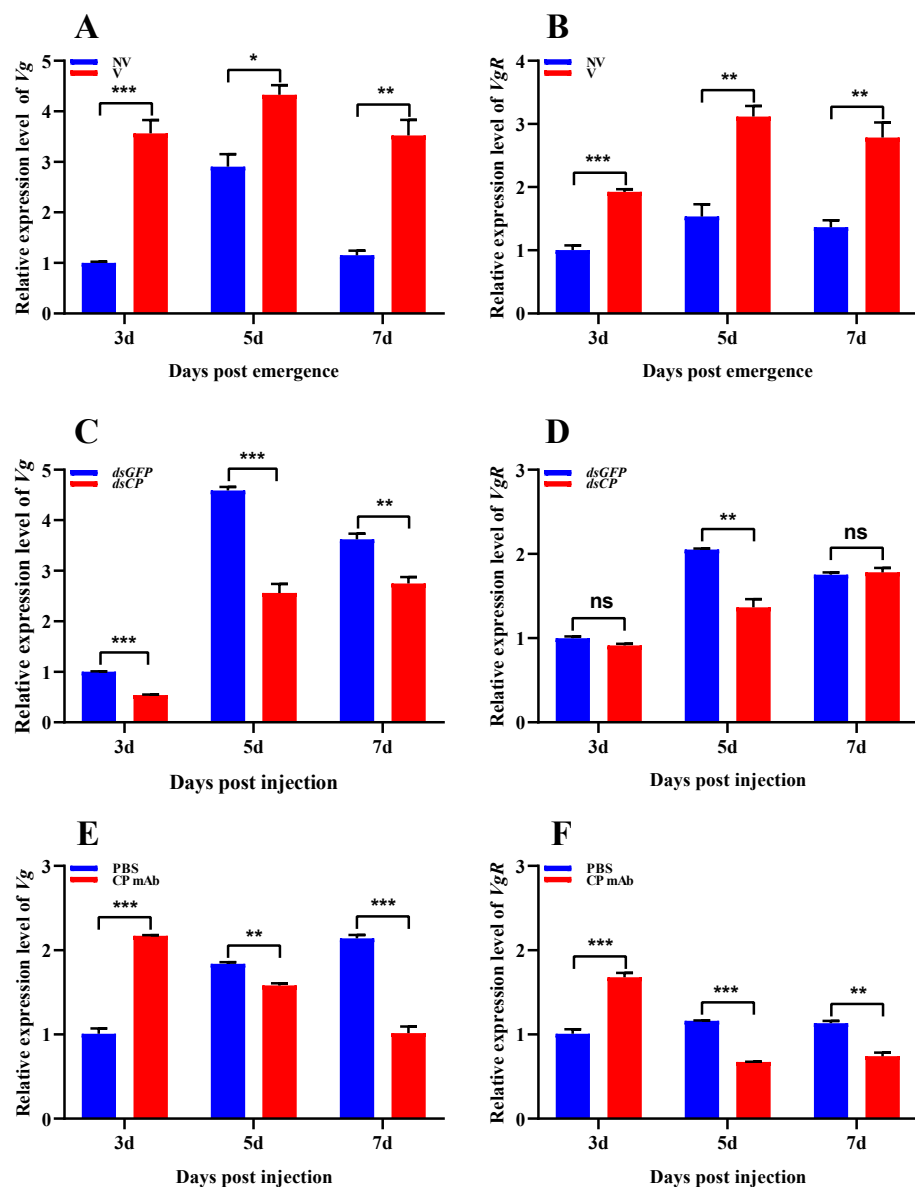 A
Relative expression level of Vg
NV
V
5
4
3
2
1
0
***
*
**
3d 5d 7d
Days post emergence
B
Relative expression level of VgR
NV
V
4
3
2
1
0
***
**
**
3d 5d 7d
Days post emergence
C
Relative expression level of Vg
dsGFP
dsCP
5
4
3
2
1
0
***
***
**
3d 5d 7d
Days post injection
D
Relative expression level of VgR
dsGFP
dsCP
3
2
1
0
ns
**
ns
3d 5d 7d
Days post injection
E
Relative expression level of Vg
PBS
CP mAb
3
2
1
0
***
**
***
3d 5d 7d
Days post injection
F
Relative expression level of VgR
PBS
CP mAb
3
2
1
0
***
***
**
3d 5d 7d
Days post injection